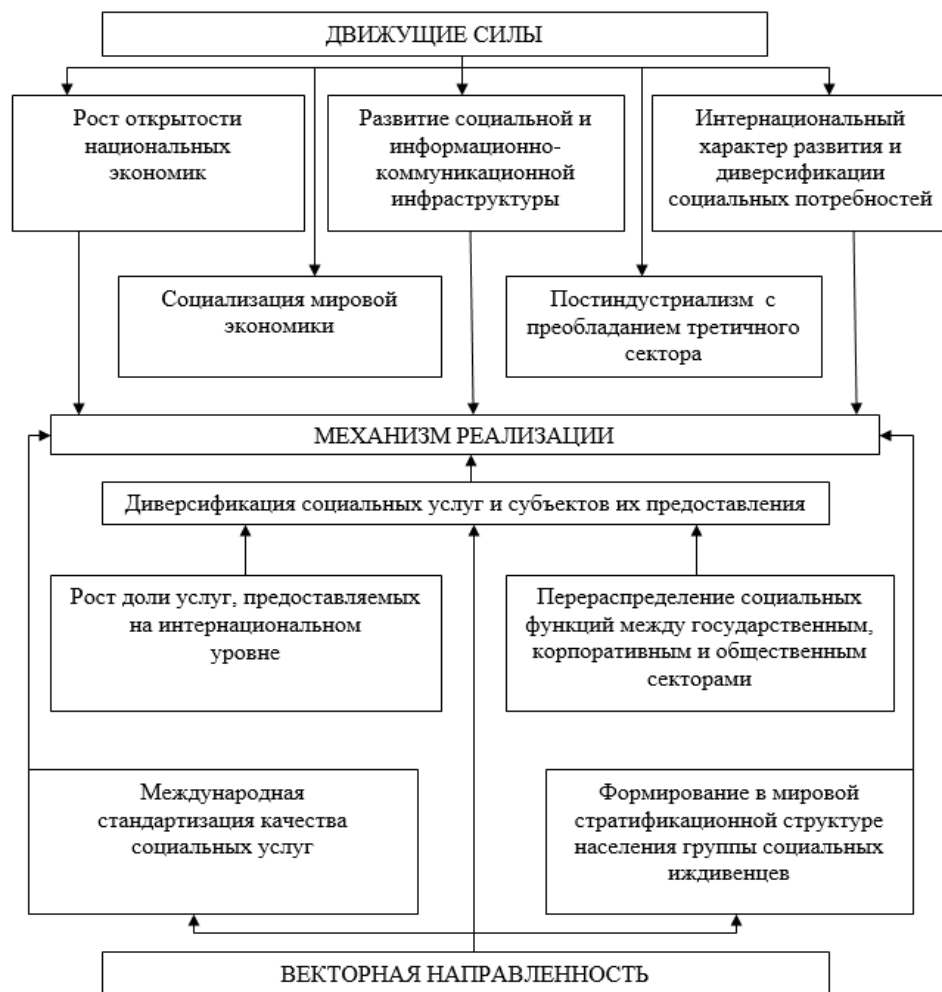 ДВИЖУЩИЕ СИЛЫ
Рост открытости
национальных
экономик
Развитие социальной и
информационно-
коммуникационной
инфраструктуры
Интернациональный
характер развития и
диверсификации
социальных потребностей
Социализация мировой
экономики
Постиндустриализм с
преобладанием третичного
сектора
МЕХАНИЗМ РЕАЛИЗАЦИИ
Диверсификация социальных услуг и субъектов их предоставления
Рост доли услуг, предоставляемых
на интернациональном
уровне
Перераспределение социальных
функций между государственным,
корпоративным и общественным
секторами
Международная
стандартизация качества
социальных услуг
Формирование в мировой
стратификационной структуре
населения группы социальных
иждивенцев
ВЕКТОРНАЯ НАПРАВЛЕННОСТЬ